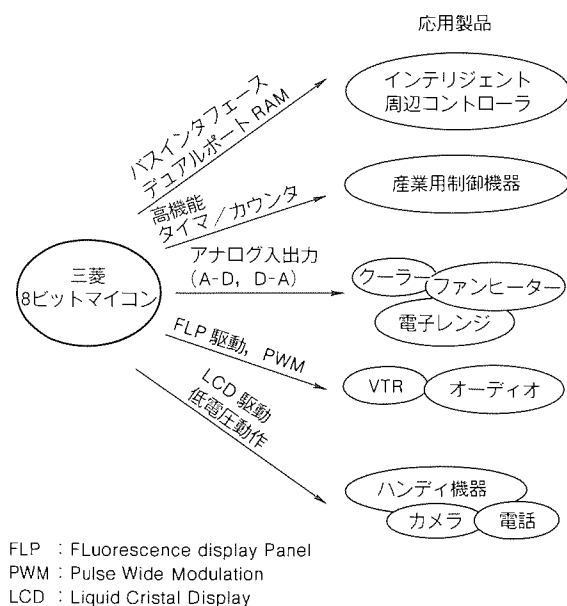 応用製品
バスインタフェース
デュアルポート RAM
インテリジェント
周辺コントローラ
高機能
タイマ/カウンタ
産業用制御機器
三菱
8ビットマイコン
アナログ入出力
(A-D, D-A)
クーラー
ファンヒーター
電子レンジ
FLP 駆動, PWM
VTR
オーディオ
LCD 駆動
低電圧動作
ハンディ機器
カメラ
電話
FLP : FLuorescence display Panel
PWM : Pulse Wide Modulation
LCD : Liquid Cristal Display